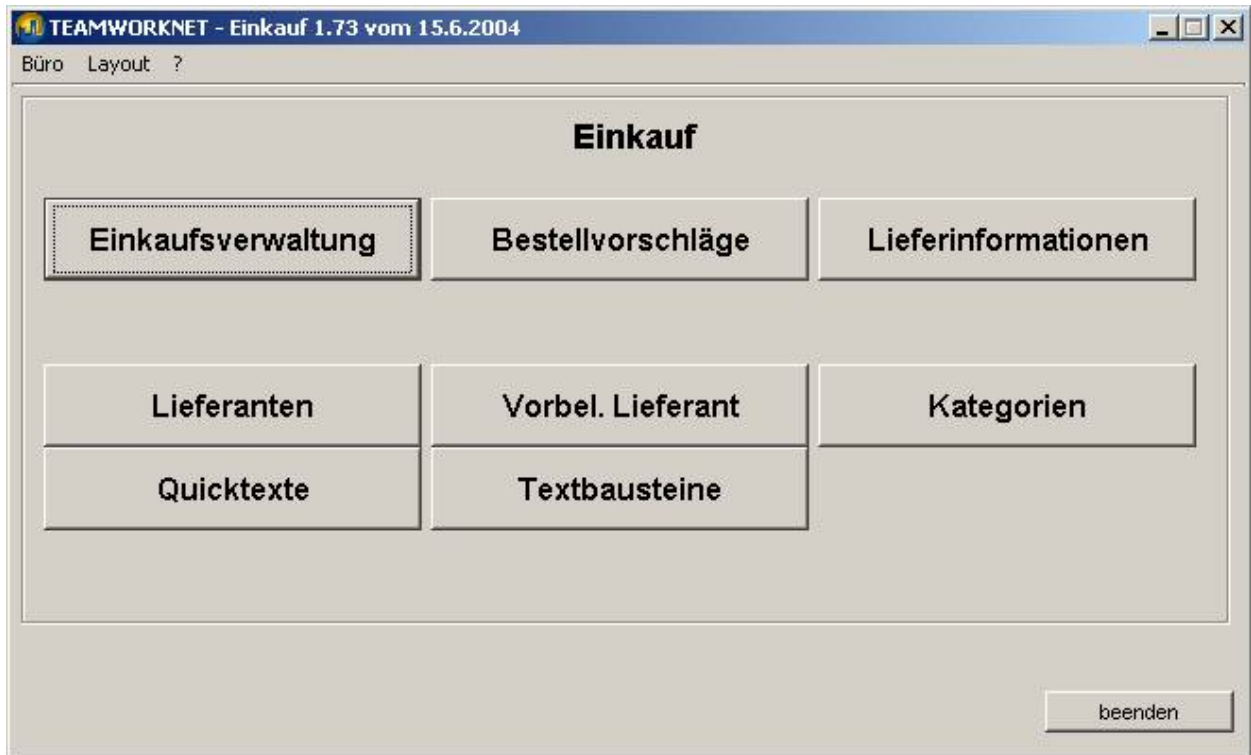 TEAMWORKNET - Einkauf 1.73 vom 15.6.2004
Büro Layout ?
Einkauf
Einkaufsverwaltung Bestellvorschläge Lieferinformationen
Lieferanten Vorbel. Lieferant Kategorien
Quicktexte Textbausteine
beenden